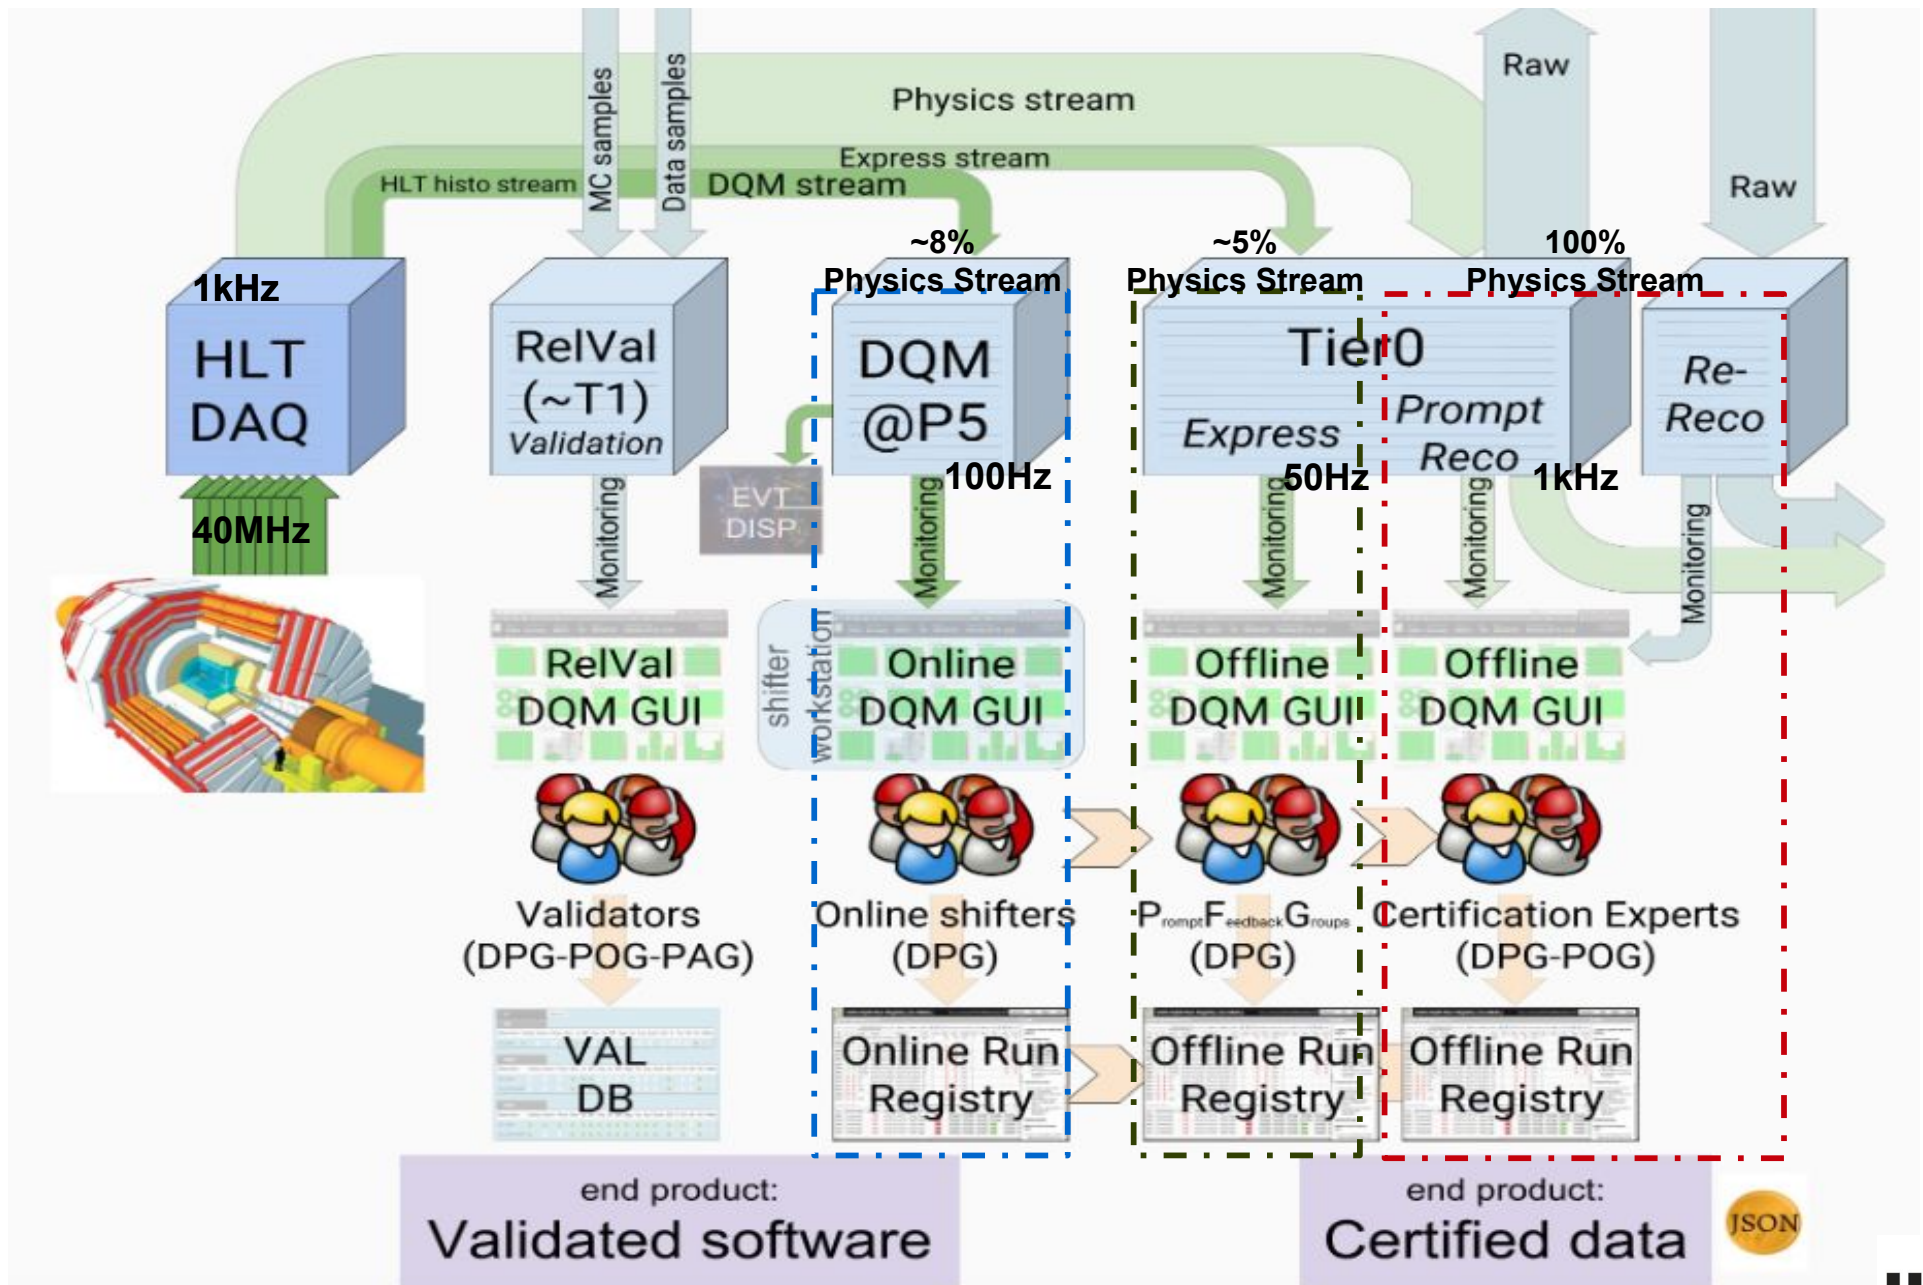 Raw
Physics stream
MC samples
Data samples
Express stream
HLT histo stream
DQM stream
Raw
~8%
Physics Stream
~5%
Physics Stream
100%
Physics Stream
1kHz
HLT
DAQ
RelVal
(~T1)
Validation
DQM
@P5
Tier0
Express
Prompt
Reco
Re-
Reco
100Hz
50Hz
1kHz
40MHz
EVT
DISP
Monitoring
Monitoring
Monitoring
Monitoring
Monitoring
shifter
workstation
RelVal
DQM GUI
Online
DQM GUI
Offline
DQM GUI
Offline
DQM GUI
Validators
(DPG-POG-PAG)
Online shifters
(DPG)
Prompt Feedback Groups
(DPG)
Certification Experts
(DPG-POG)
VAL
DB
Online Run
Registry
Offline Run
Registry
Offline Run
Registry
end product:
Validated software
end product:
Certified data
JSON